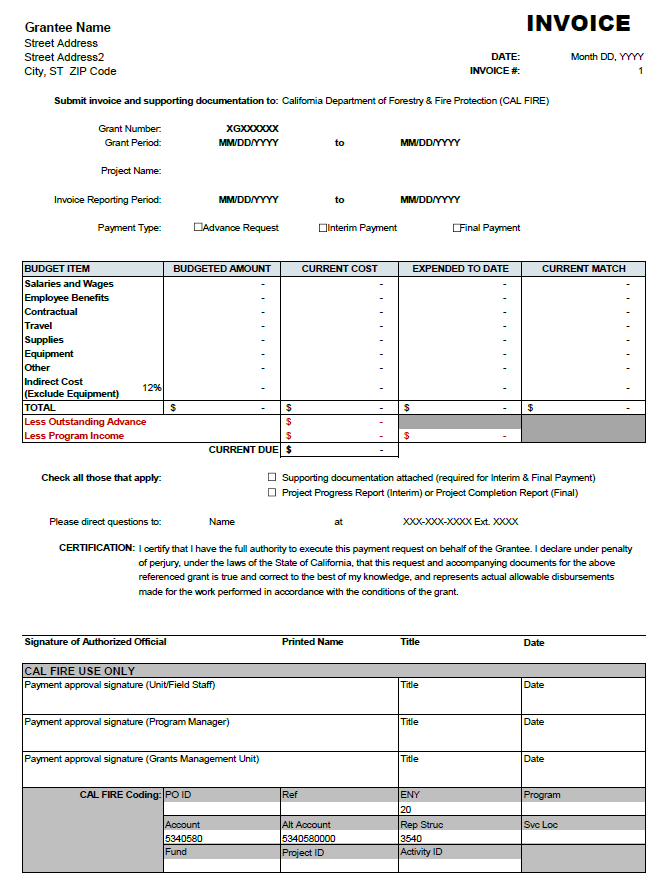 Grantee Name INVOICE
Street Address
Street Address2 DATE: Month DD, YYYY
City, ST ZIP Code INVOICE #: 1
Submit invoice and supporting documentation to: California Department of Forestry & Fire Protection (CAL FIRE)
Grant Number: XGXXXXXX
Grant Period: MM/DD/YYYY to MM/DD/YYYY
Project Name:
Invoice Reporting Period: MM/DD/YYYY to MM/DD/YYYY
Payment Type: ☐Advance Request ☐Interim Payment ☐Final Payment
BUDGET ITEM BUDGETED AMOUNT CURRENT COST EXPENDED TO DATE CURRENT MATCH
Salaries and Wages - - - -
Employee Benefits - - - -
Contractual - - - -
Travel - - - -
Supplies - - - -
Equipment - - - -
Other - - - -
Indirect Cost
(Exclude Equipment) 12% - - - -
TOTAL $ - $ - $ - $ -
Less Outstanding Advance $ -
Less Program Income $ - $ -
CURRENT DUE $ -
Check all those that apply: ☐ Supporting documentation attached (required for Interim & Final Payment)
☐ Project Progress Report (Interim) or Project Completion Report (Final)
Please direct questions to: Name at XXX-XXX-XXXX Ext. XXXX
CERTIFICATION: I certify that I have the full authority to execute this payment request on behalf of the Grantee. I declare under penalty
of perjury, under the laws of the State of California, that this request and accompanying documents for the above
referenced grant is true and correct to the best of my knowledge, and represents actual allowable disbursements
made for the work performed in accordance with the conditions of the grant.
Signature of Authorized Official Printed Name Title Date
CAL FIRE USE ONLY
Payment approval signature (Unit/Field Staff) Title Date
Payment approval signature (Program Manager) Title Date
Payment approval signature (Grants Management Unit) Title Date
CAL FIRE Coding: PO ID Ref ENY Program
20
Account Alt Account Rep Struc Svc Loc
5340580 5340580000 3540
Fund Project ID Activity ID